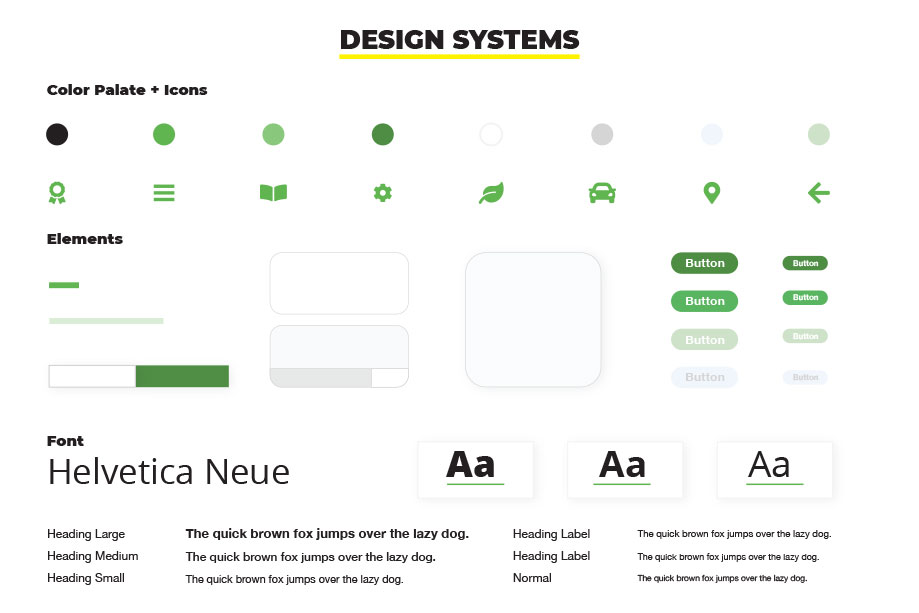 DESIGN SYSTEMS
Color Palate + Icons
Elements
Button Button
Button Button
Button Button
Button Button
Font
Helvetica Neue
Aa Aa Aa
Heading Large The quick brown fox jumps over the lazy dog. Heading Label The quick brown fox jumps over the lazy dog.
Heading Medium The quick brown fox jumps over the lazy dog. Heading Label The quick brown fox jumps over the lazy dog.
Heading Small The quick brown fox jumps over the lazy dog. Normal The quick brown fox jumps over the lazy dog.